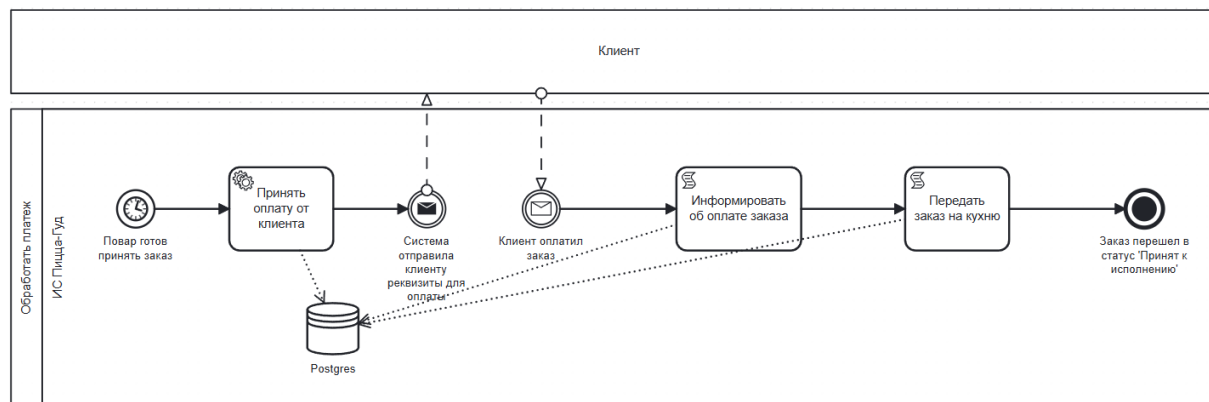 Клиент
Обработать платеж
ИС Пицца-Гуд
Повар готов
принять заказ
Принять
оплату от
клиента
Система
отправила
клиенту
реквизиты для
оплаты
Клиент оплатил
заказ
Информировать
об оплате заказа
Передать
заказ на кухню
Заказ перешел в
статус 'Принят к
исполнению'
Postgres